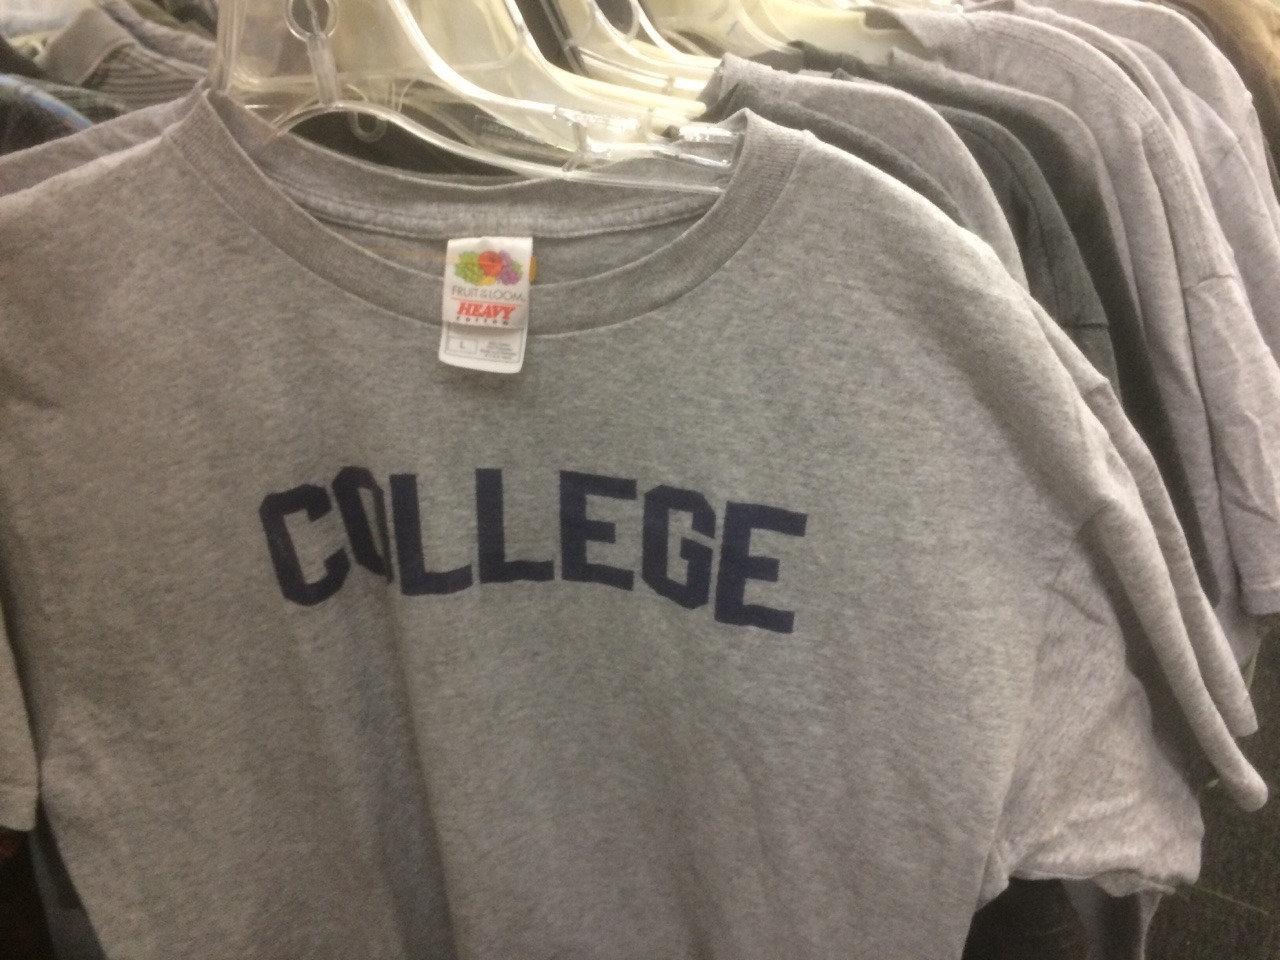 FRUIT OF THE LOOM.
HEAVY
cotton
L
COLLEGE